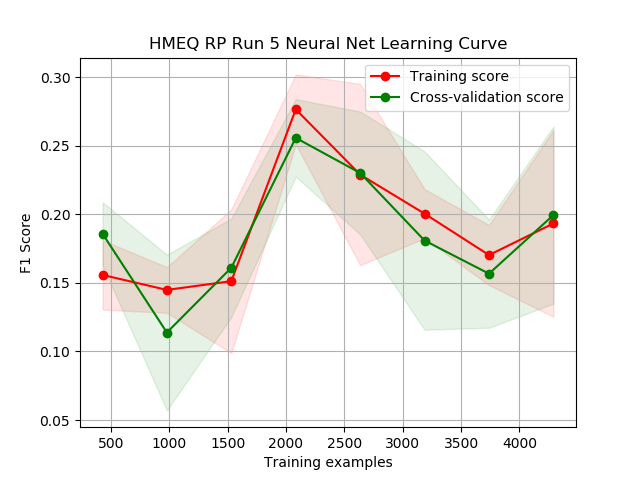 HMEQ RP Run 5 Neural Net Learning Curve
Training score
Cross-validation score
0.30
0.25
0.20
0.15
0.10
0.05
F1 Score
500 1000 1500 2000 2500 3000 3500 4000
Training examples